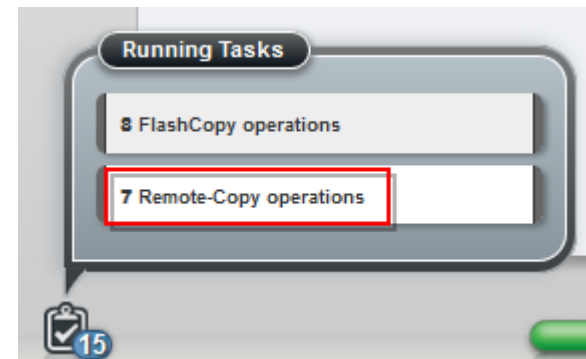 Running Tasks
8 FlashCopy operations
7 Remote-Copy operations
15